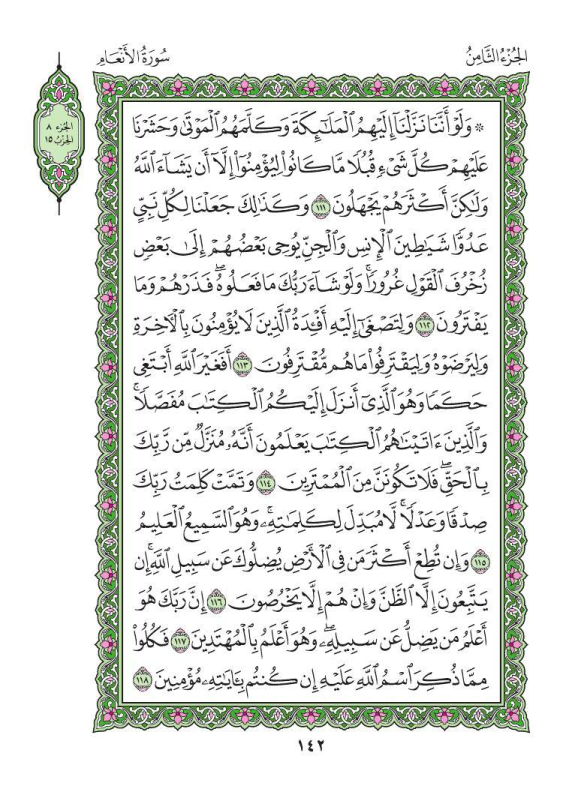 الجُزْءُ الثَّامِنُ
سُورَةُ الأَنْعَامِ
الجزء ٨
الحزب ١٥
۞ وَلَوْ أَنَّنَا نَزَّلْنَآ إِلَيْهِمُ ٱلْمَلَٰٓئِكَةَ وَكَلَّمَهُمُ ٱلْمَوْتَىٰ وَحَشَرْنَا
عَلَيْهِمْ كُلَّ شَىْءٍ قُبُلًا مَّا كَانُوا۟ لِيُؤْمِنُوٓا۟ إِلَّآ أَن يَشَآءَ ٱللَّهُ
وَلَٰكِنَّ أَكْثَرَهُمْ يَجْهَلُونَ ١١١ وَكَذَٰلِكَ جَعَلْنَا لِكُلِّ نَبِىٍّ
عَدُوًّا شَيَٰطِينَ ٱلْإِنسِ وَٱلْجِنِّ يُوحِى بَعْضُهُمْ إِلَىٰ بَعْضٍ
زُخْرُفَ ٱلْقَوْلِ غُرُورًا ۚ وَلَوْ شَآءَ رَبُّكَ مَا فَعَلُوهُ ۖ فَذَرْهُمْ وَمَا
يَفْتَرُونَ ١١٢ وَلِتَصْغَىٰٓ إِلَيْهِ أَفْـِٔدَةُ ٱلَّذِينَ لَا يُؤْمِنُونَ بِٱلْـَٔاخِرَةِ
وَلِيَرْضَوْهُ وَلِيَقْتَرِفُوا۟ مَا هُم مُّقْتَرِفُونَ ١١٣ أَفَغَيْرَ ٱللَّهِ أَبْتَغِى
حَكَمًا وَهُوَ ٱلَّذِىٓ أَنزَلَ إِلَيْكُمُ ٱلْكِتَٰبَ مُفَصَّلًا ۚ
وَٱلَّذِينَ ءَاتَيْنَٰهُمُ ٱلْكِتَٰبَ يَعْلَمُونَ أَنَّهُۥ مُنَزَّلٌ مِّن رَّبِّكَ
بِٱلْحَقِّ ۖ فَلَا تَكُونَنَّ مِنَ ٱلْمُمْتَرِينَ ١١٤ وَتَمَّتْ كَلِمَتُ رَبِّكَ
صِدْقًا وَعَدْلًا ۚ لَّا مُبَدِّلَ لِكَلِمَٰتِهِۦ ۚ وَهُوَ ٱلسَّمِيعُ ٱلْعَلِيمُ
١١٥ وَإِن تُطِعْ أَكْثَرَ مَن فِى ٱلْأَرْضِ يُضِلُّوكَ عَن سَبِيلِ ٱللَّهِ ۚ إِن
يَتَّبِعُونَ إِلَّا ٱلظَّنَّ وَإِنْ هُمْ إِلَّا يَخْرُصُونَ ١١٦ إِنَّ رَبَّكَ هُوَ
أَعْلَمُ مَن يَضِلُّ عَن سَبِيلِهِۦ ۖ وَهُوَ أَعْلَمُ بِٱلْمُهْتَدِينَ ١١٧ فَكُلُوا۟
مِمَّا ذُكِرَ ٱسْمُ ٱللَّهِ عَلَيْهِ إِن كُنتُم بِـَٔايَٰتِهِۦ مُؤْمِنِينَ ١١٨
١٤٢